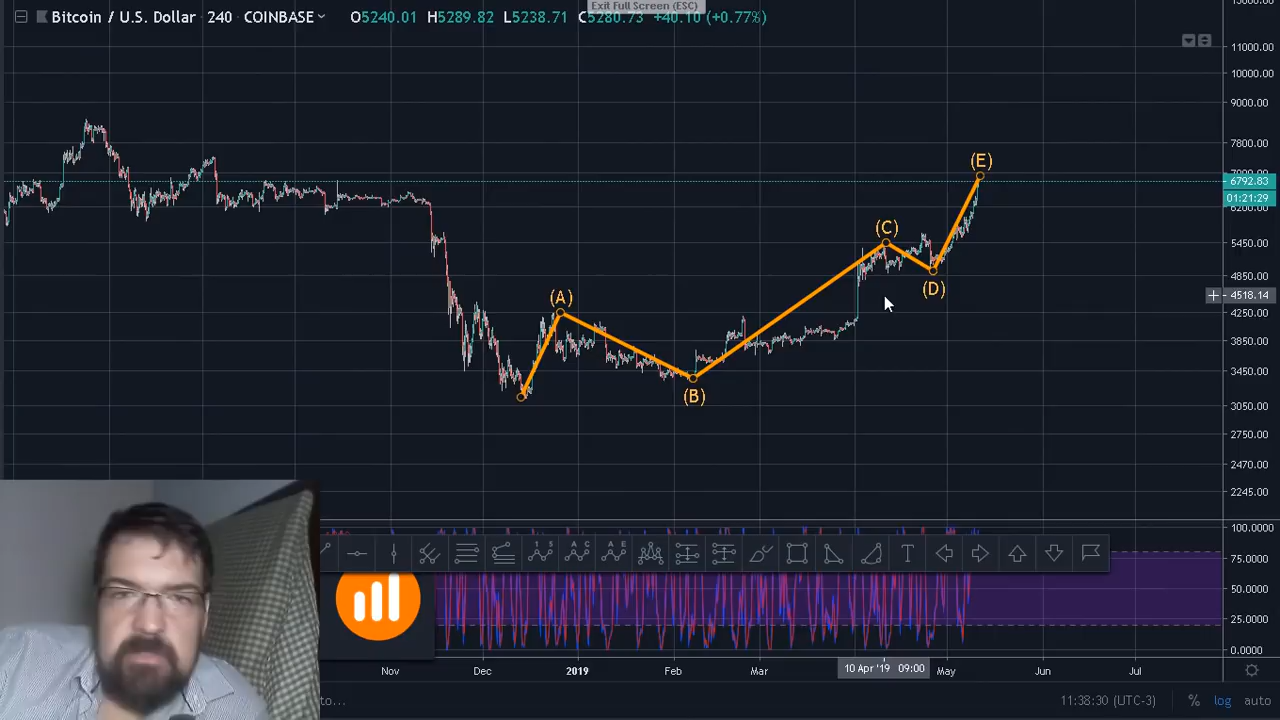 Exit Full Screen (ESC)
Bitcoin / U.S. Dollar 240 COINBASE O5240.01 H5289.82 L5238.71 C5280.73 +40.10 (+0.77%)
11000.00
10000.00
9000.00
7800.00
(E)
6792.83
01:21:29
6200.00
(C)
5450.00
4850.00
(D)
4518.14
(A)
4250.00
3850.00
3450.00
(B)
3050.00
2750.00
2470.00
2245.00
100.0000
75.0000
50.0000
25.0000
0.0000
Nov Dec 2019 Feb Mar 10 Apr '19 09:00 May Jun Jul
to... 11:38:30 (UTC-3) % log auto